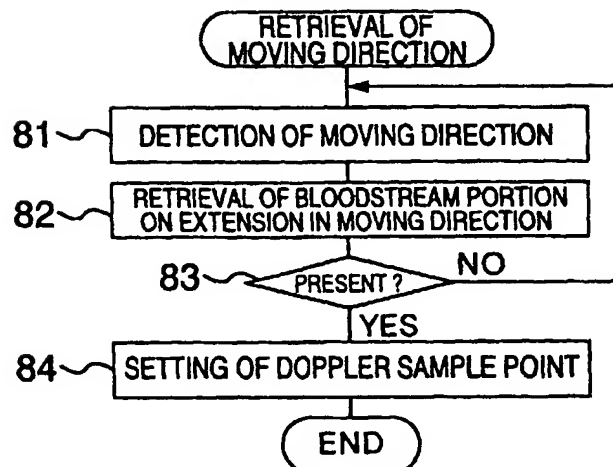 RETRIEVAL OF
MOVING DIRECTION
81
DETECTION OF MOVING DIRECTION
82
RETRIEVAL OF BLOODSTREAM PORTION
ON EXTENSION IN MOVING DIRECTION
83
PRESENT ?
NO
YES
84
SETTING OF DOPPLER SAMPLE POINT
END